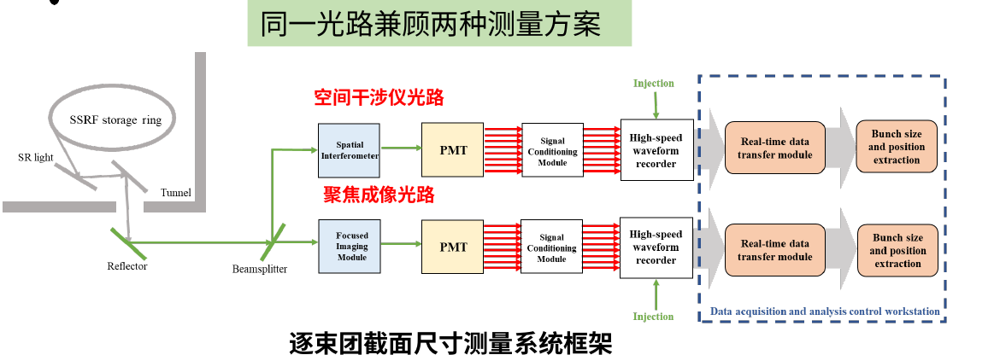 同一光路兼顾两种测量方案
SSRF storage ring
SR light
Tunnel
Reflector
Beamsplitter
空间干涉仪光路
Spatial
Interferometer
PMT
Signal
Conditioning
Module
Injection
High-speed
waveform
recorder
Real-time data
transfer module
Bunch size
and position
extraction
聚焦成像光路
Focused
Imaging
Module
PMT
Signal
Conditioning
Module
High-speed
waveform
recorder
Injection
Real-time data
transfer module
Bunch size
and position
extraction
Data acquisition and analysis control workstation
逐束团截面尺寸测量系统框架